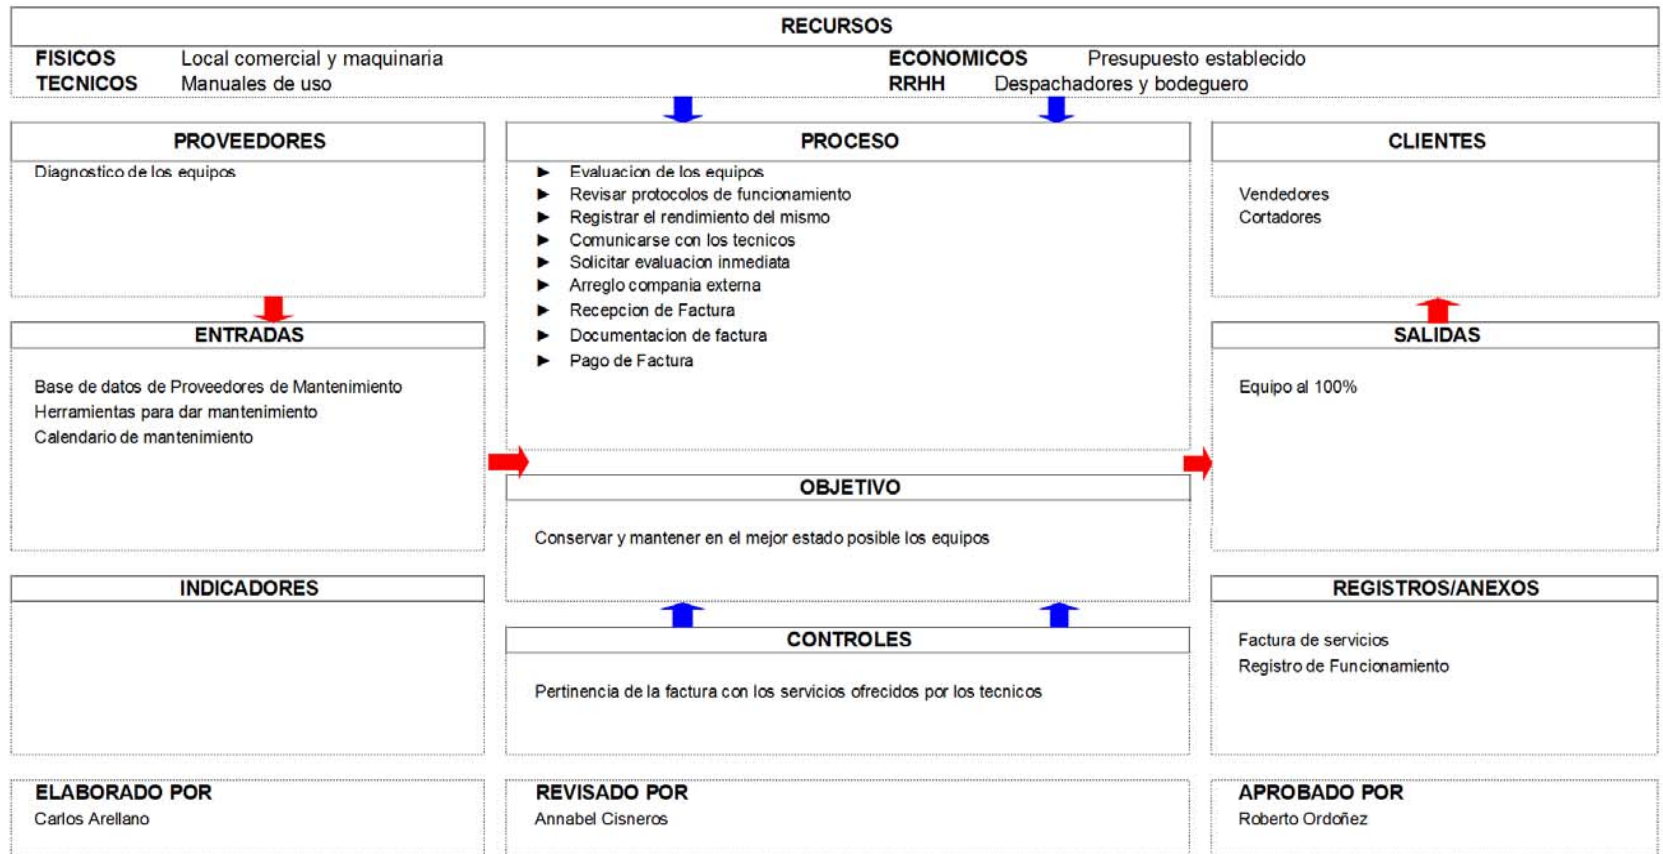 RECURSOS
FISICOS Local comercial y maquinaria
ECONOMICOS Presupuesto establecido
TECNICOS Manuales de uso
RRHH Despachadores y bodeguero
PROVEEDORES
Diagnostico de los equipos
PROCESO
► Evaluacion de los equipos
► Revisar protocolos de funcionamiento
► Registrar el rendimiento del mismo
► Comunicarse con los tecnicos
► Solicitar evaluacion inmediata
► Arreglo compania externa
► Recepcion de Factura
► Documentacion de factura
► Pago de Factura
CLIENTES
Vendedores
Cortadores
ENTRADAS
Base de datos de Proveedores de Mantenimiento
Herramientas para dar mantenimiento
Calendario de mantenimiento
SALIDAS
Equipo al 100%
OBJETIVO
Conservar y mantener en el mejor estado posible los equipos
INDICADORES
CONTROLES
Pertinencia de la factura con los servicios ofrecidos por los tecnicos
REGISTROS/ANEXOS
Factura de servicios
Registro de Funcionamiento
ELABORADO POR
Carlos Arellano
REVISADO POR
Annabel Cisneros
APROBADO POR
Roberto Ordoñez